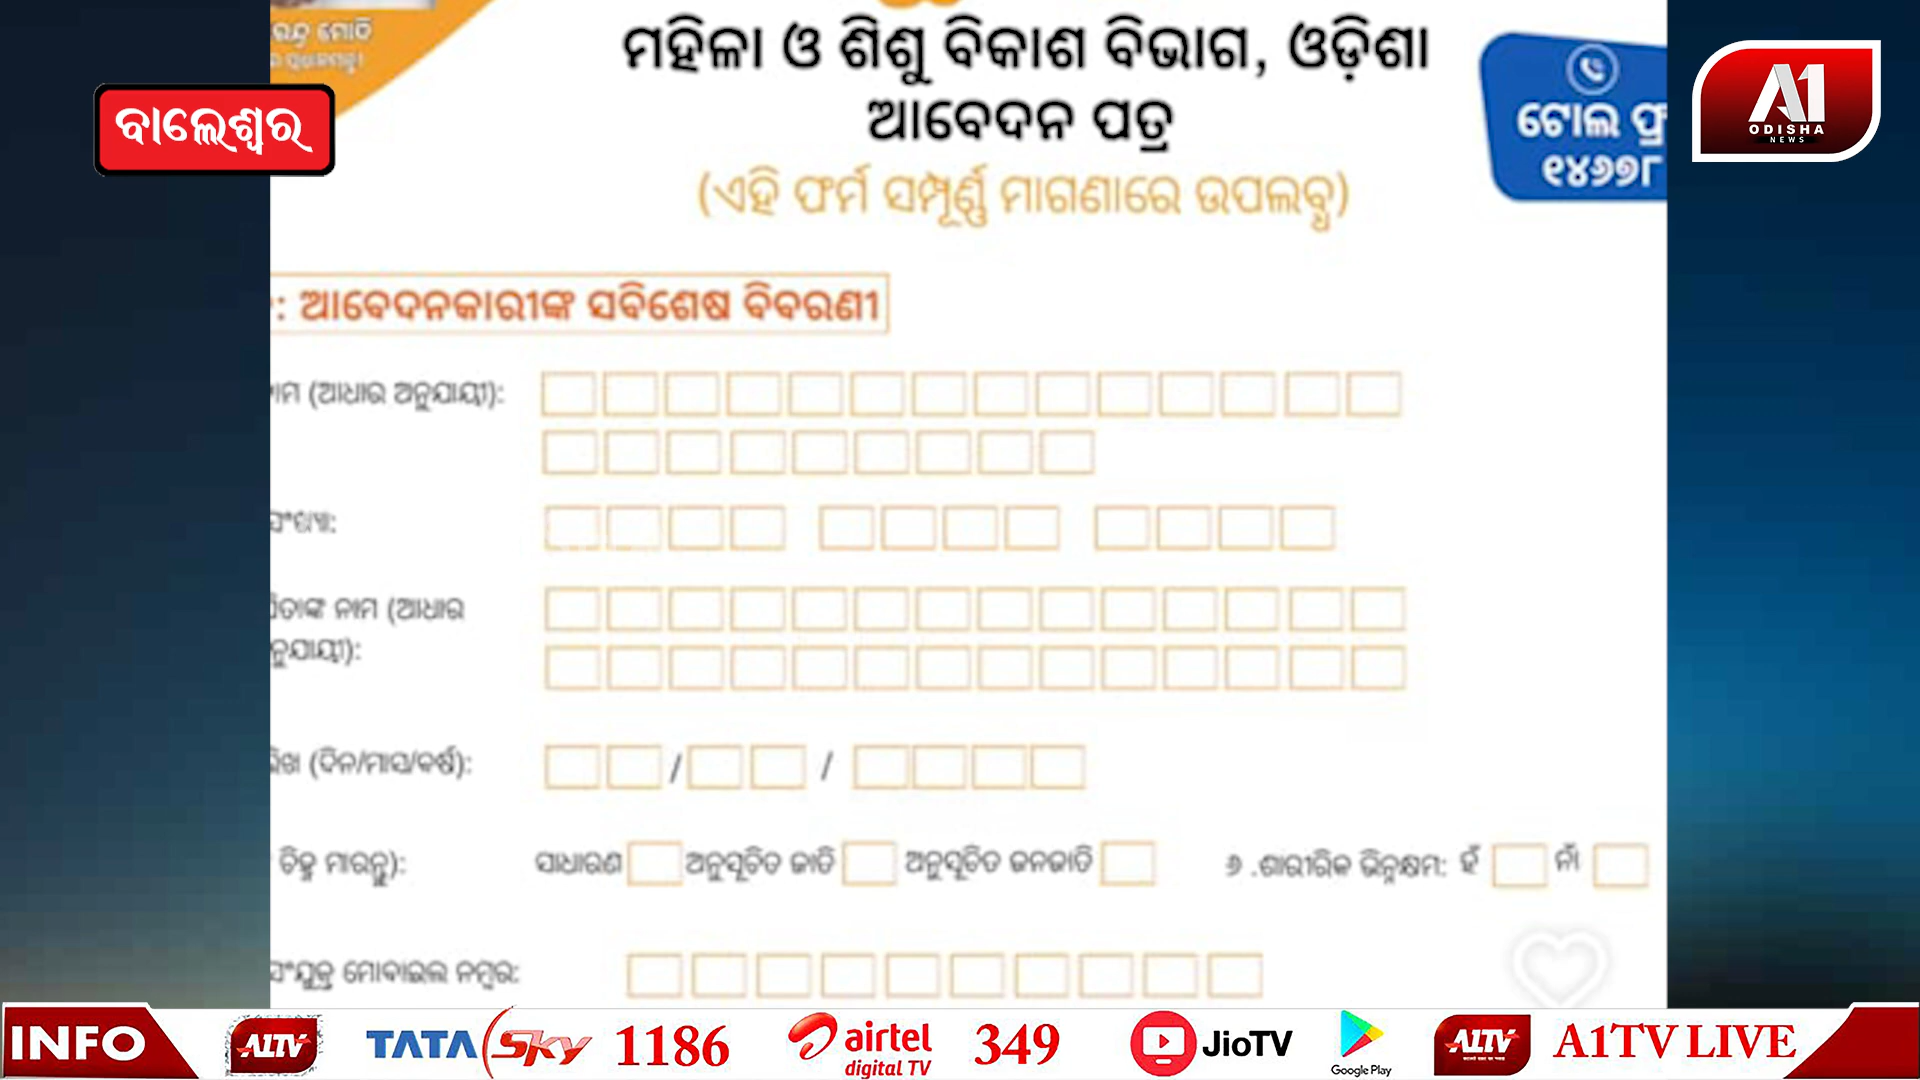 ମହିଳା ଓ ଶିଶୁ ବିକାଶ ବିଭାଗ, ଓଡ଼ିଶା
ଆବେଦନ ପତ୍ର
(ଏହି ଫର୍ମ ସମ୍ପୂର୍ଣ୍ଣ ମାଗଣାରେ ଉପଲବ୍ଧ)
ମୋଦି
ବାଲେଶ୍ୱର
ଟୋଲ ଫ୍ର
୧୪୬୭୮
A1
ODISHA
NEWS
: ଆବେଦନକାରୀଙ୍କ ସବିଶେଷ ବିବରଣୀ
ନାମ (ଆଧାର ଅନୁଯାୟୀ):
ସଂଖ୍ୟା:
ପିତାଙ୍କ ନାମ (ଆଧାର
ନୁଯାୟୀ):
ରିଖ (ଦିନ/ମାସ/ବର୍ଷ): / /
ଚିହ୍ନ ମାରନ୍ତୁ): ସାଧାରଣ ଅନୁସୂଚିତ ଜାତି ଅନୁସୂଚିତ ଜନଜାତି ୬ .ଶାରୀରିକ ଭିନ୍ନକ୍ଷମ: ହଁ ନାଁ
ସଂଯୁକ୍ତ ମୋବାଇଲ ନମ୍ବର:
INFO A1TV TATA Sky 1186 airtel digital TV 349 JioTV Google Play A1TV A1TV LIVE